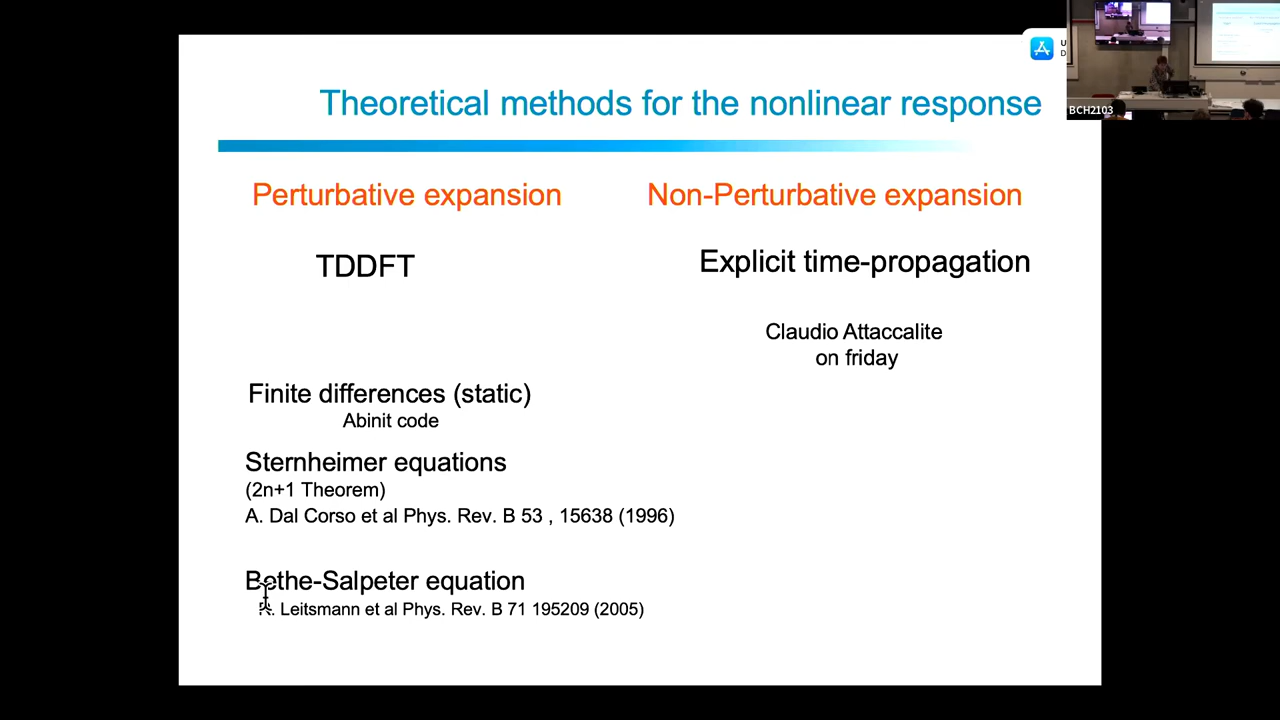 Theoretical methods for the nonlinear response
Perturbative expansion
Non-Perturbative expansion
TDDFT
Explicit time-propagation
Claudio Attaccalite
on friday
Finite differences (static)
Abinit code
Sternheimer equations
(2n+1 Theorem)
A. Dal Corso et al Phys. Rev. B 53 , 15638 (1996)
Bethe-Salpeter equation
Leitsmann et al Phys. Rev. B 71 195209 (2005)
BCH2103